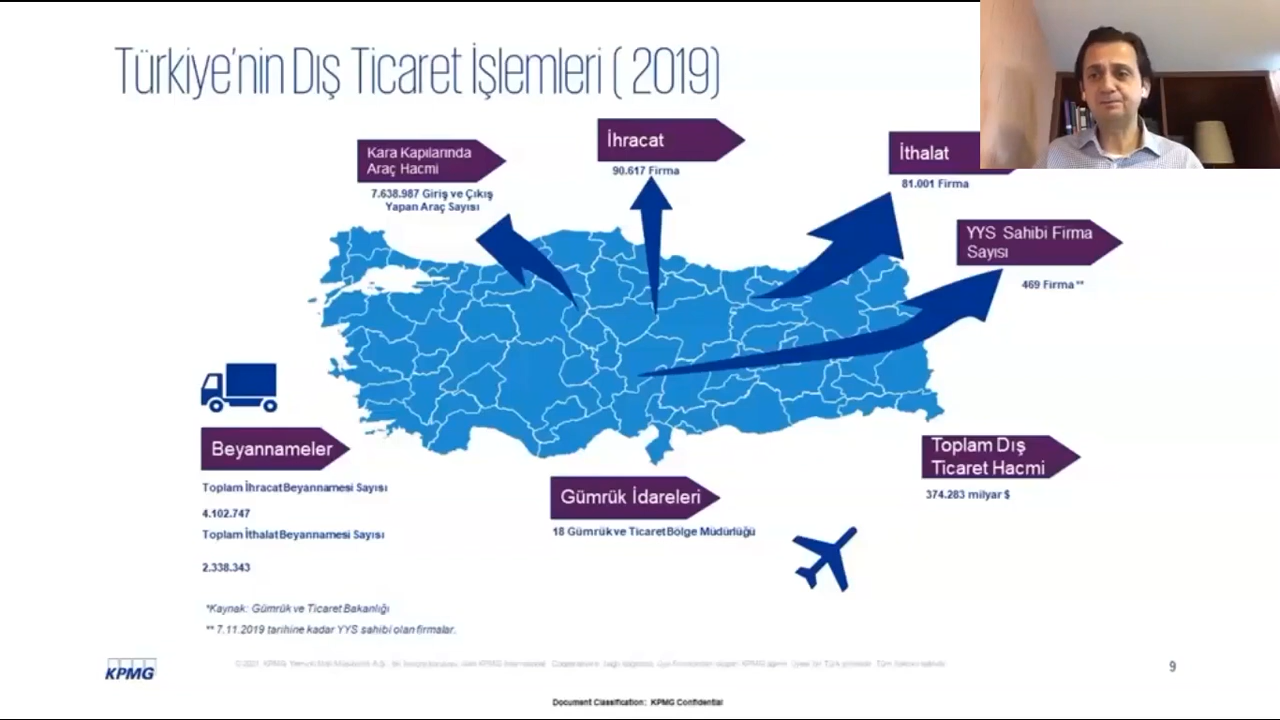 Türkiye'nin Dış Ticaret İşlemleri ( 2019)
Kara Kapılarında
Araç Hacmi
7.638.987 Giriş ve Çıkış
Yapan Araç Sayısı
İhracat
90.617 Firma
İthalat
81.001 Firma
YYS Sahibi Firma
Sayısı
469 Firma **
Beyannameler
Toplam İhracat Beyannamesi Sayısı
4.102.747
Toplam İthalat Beyannamesi Sayısı
2.338.343
Gümrük İdareleri
18 Gümrük ve Ticaret Bölge Müdürlüğü
Toplam Dış
Ticaret Hacmi
374.283 milyar $
*Kaynak: Gümrük ve Ticaret Bakanlığı
** 7.11.2019 tarihine kadar YYS sahibi olan firmalar.
KPMG
9
Document Classification: KPMG Confidential